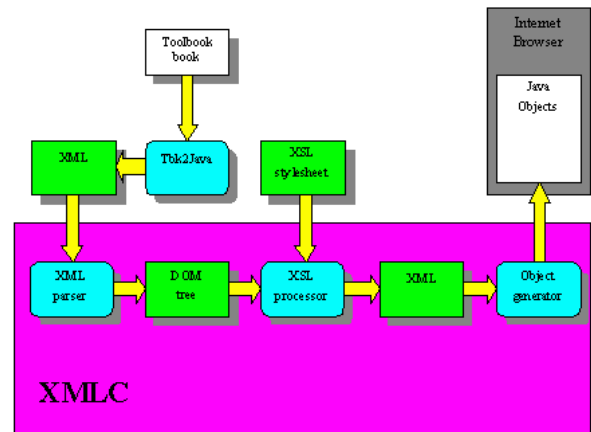 Internet
Browser
Toolbook
book
Java
Objects
XML
Tbk2Java
XSL
stylesheet
XML
parser
DOM
tree
XSL
processor
XML
Object
generator
XMLC